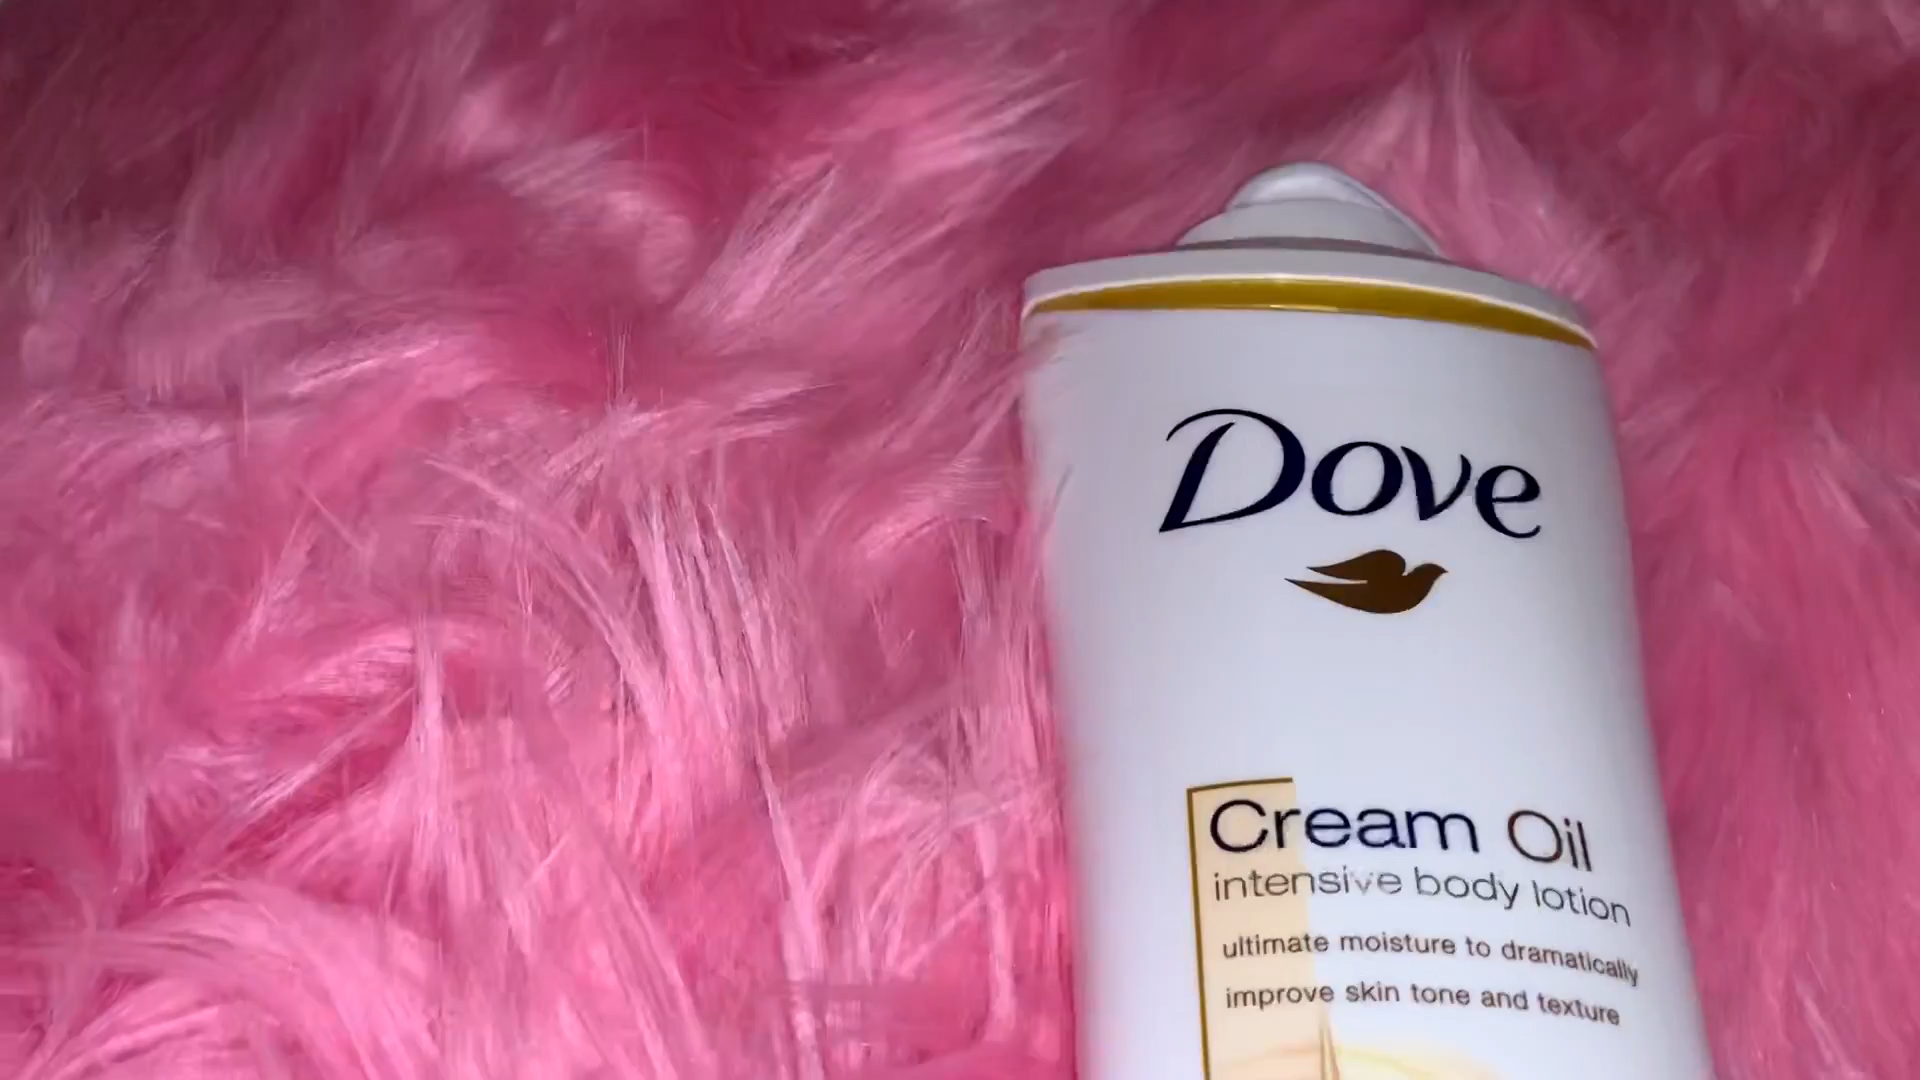 Dove
Cream Oil
intensive body lotion
ultimate moisture to dramatically
improve skin tone and texture